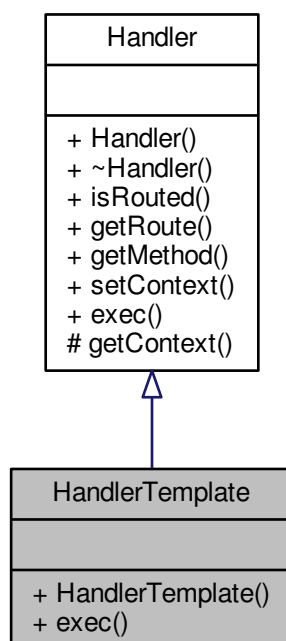 Handler
+ Handler()
+ ~Handler()
+ isRouted()
+ getRoute()
+ getMethod()
+ setContext()
+ exec()
# getContext()
HandlerTemplate
+ HandlerTemplate()
+ exec()